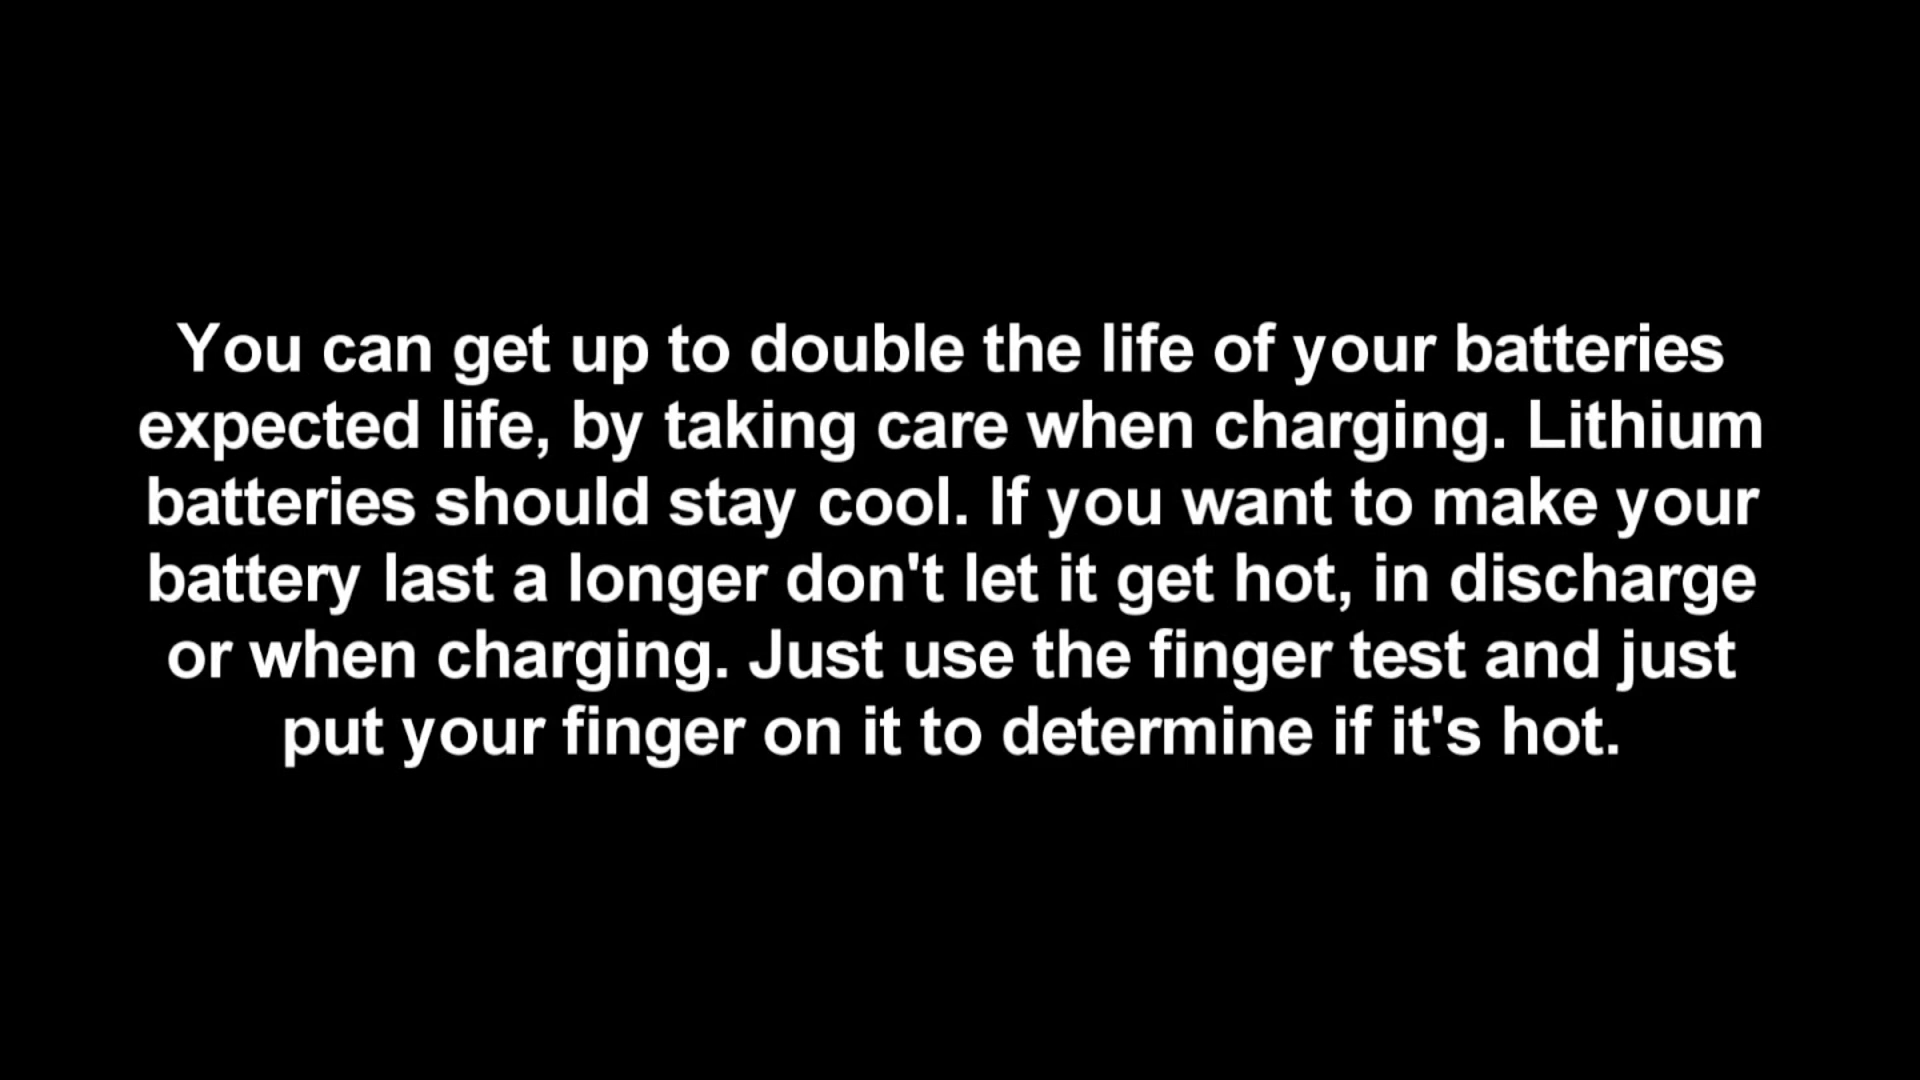 You can get up to double the life of your batteries
expected life, by taking care when charging. Lithium
batteries should stay cool. If you want to make your
battery last a longer don't let it get hot, in discharge
or when charging. Just use the finger test and just
put your finger on it to determine if it's hot.